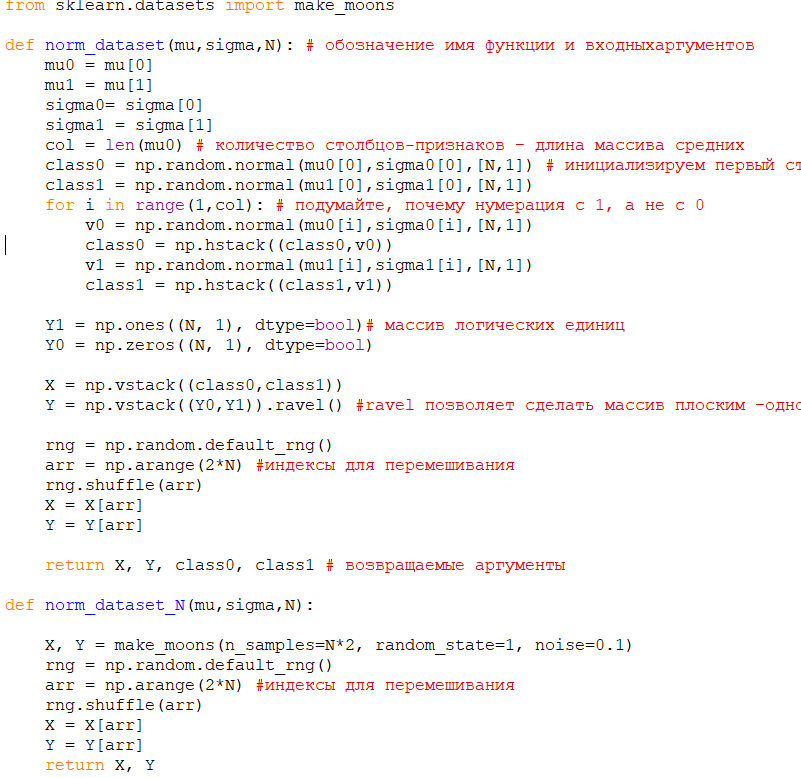 from sklearn.datasets import make_moons
def norm_dataset(mu,sigma,N): # обозначение имя функции и входныхаргументов
mu0 = mu[0]
mu1 = mu[1]
sigma0= sigma[0]
sigma1 = sigma[1]
col = len(mu0) # количество столбцов-признаков – длина массива средних
class0 = np.random.normal(mu0[0],sigma0[0],[N,1]) # инициализируем первый ст
class1 = np.random.normal(mu1[0],sigma1[0],[N,1])
for i in range(1,col): # подумайте, почему нумерация с 1, а не с 0
v0 = np.random.normal(mu0[i],sigma0[i],[N,1])
class0 = np.hstack((class0,v0))
v1 = np.random.normal(mu1[i],sigma1[i],[N,1])
class1 = np.hstack((class1,v1))
Y1 = np.ones((N, 1), dtype=bool)# массив логических единиц
Y0 = np.zeros((N, 1), dtype=bool)
X = np.vstack((class0,class1))
Y = np.vstack((Y0,Y1)).ravel() #ravel позволяет сделать массив плоским –одно
rng = np.random.default_rng()
arr = np.arange(2*N) #индексы для перемешивания
rng.shuffle(arr)
X = X[arr]
Y = Y[arr]
return X, Y, class0, class1 # возвращаемые аргументы
def norm_dataset_N(mu,sigma,N):
X, Y = make_moons(n_samples=N*2, random_state=1, noise=0.1)
rng = np.random.default_rng()
arr = np.arange(2*N) #индексы для перемешивания
rng.shuffle(arr)
X = X[arr]
Y = Y[arr]
return X, Y